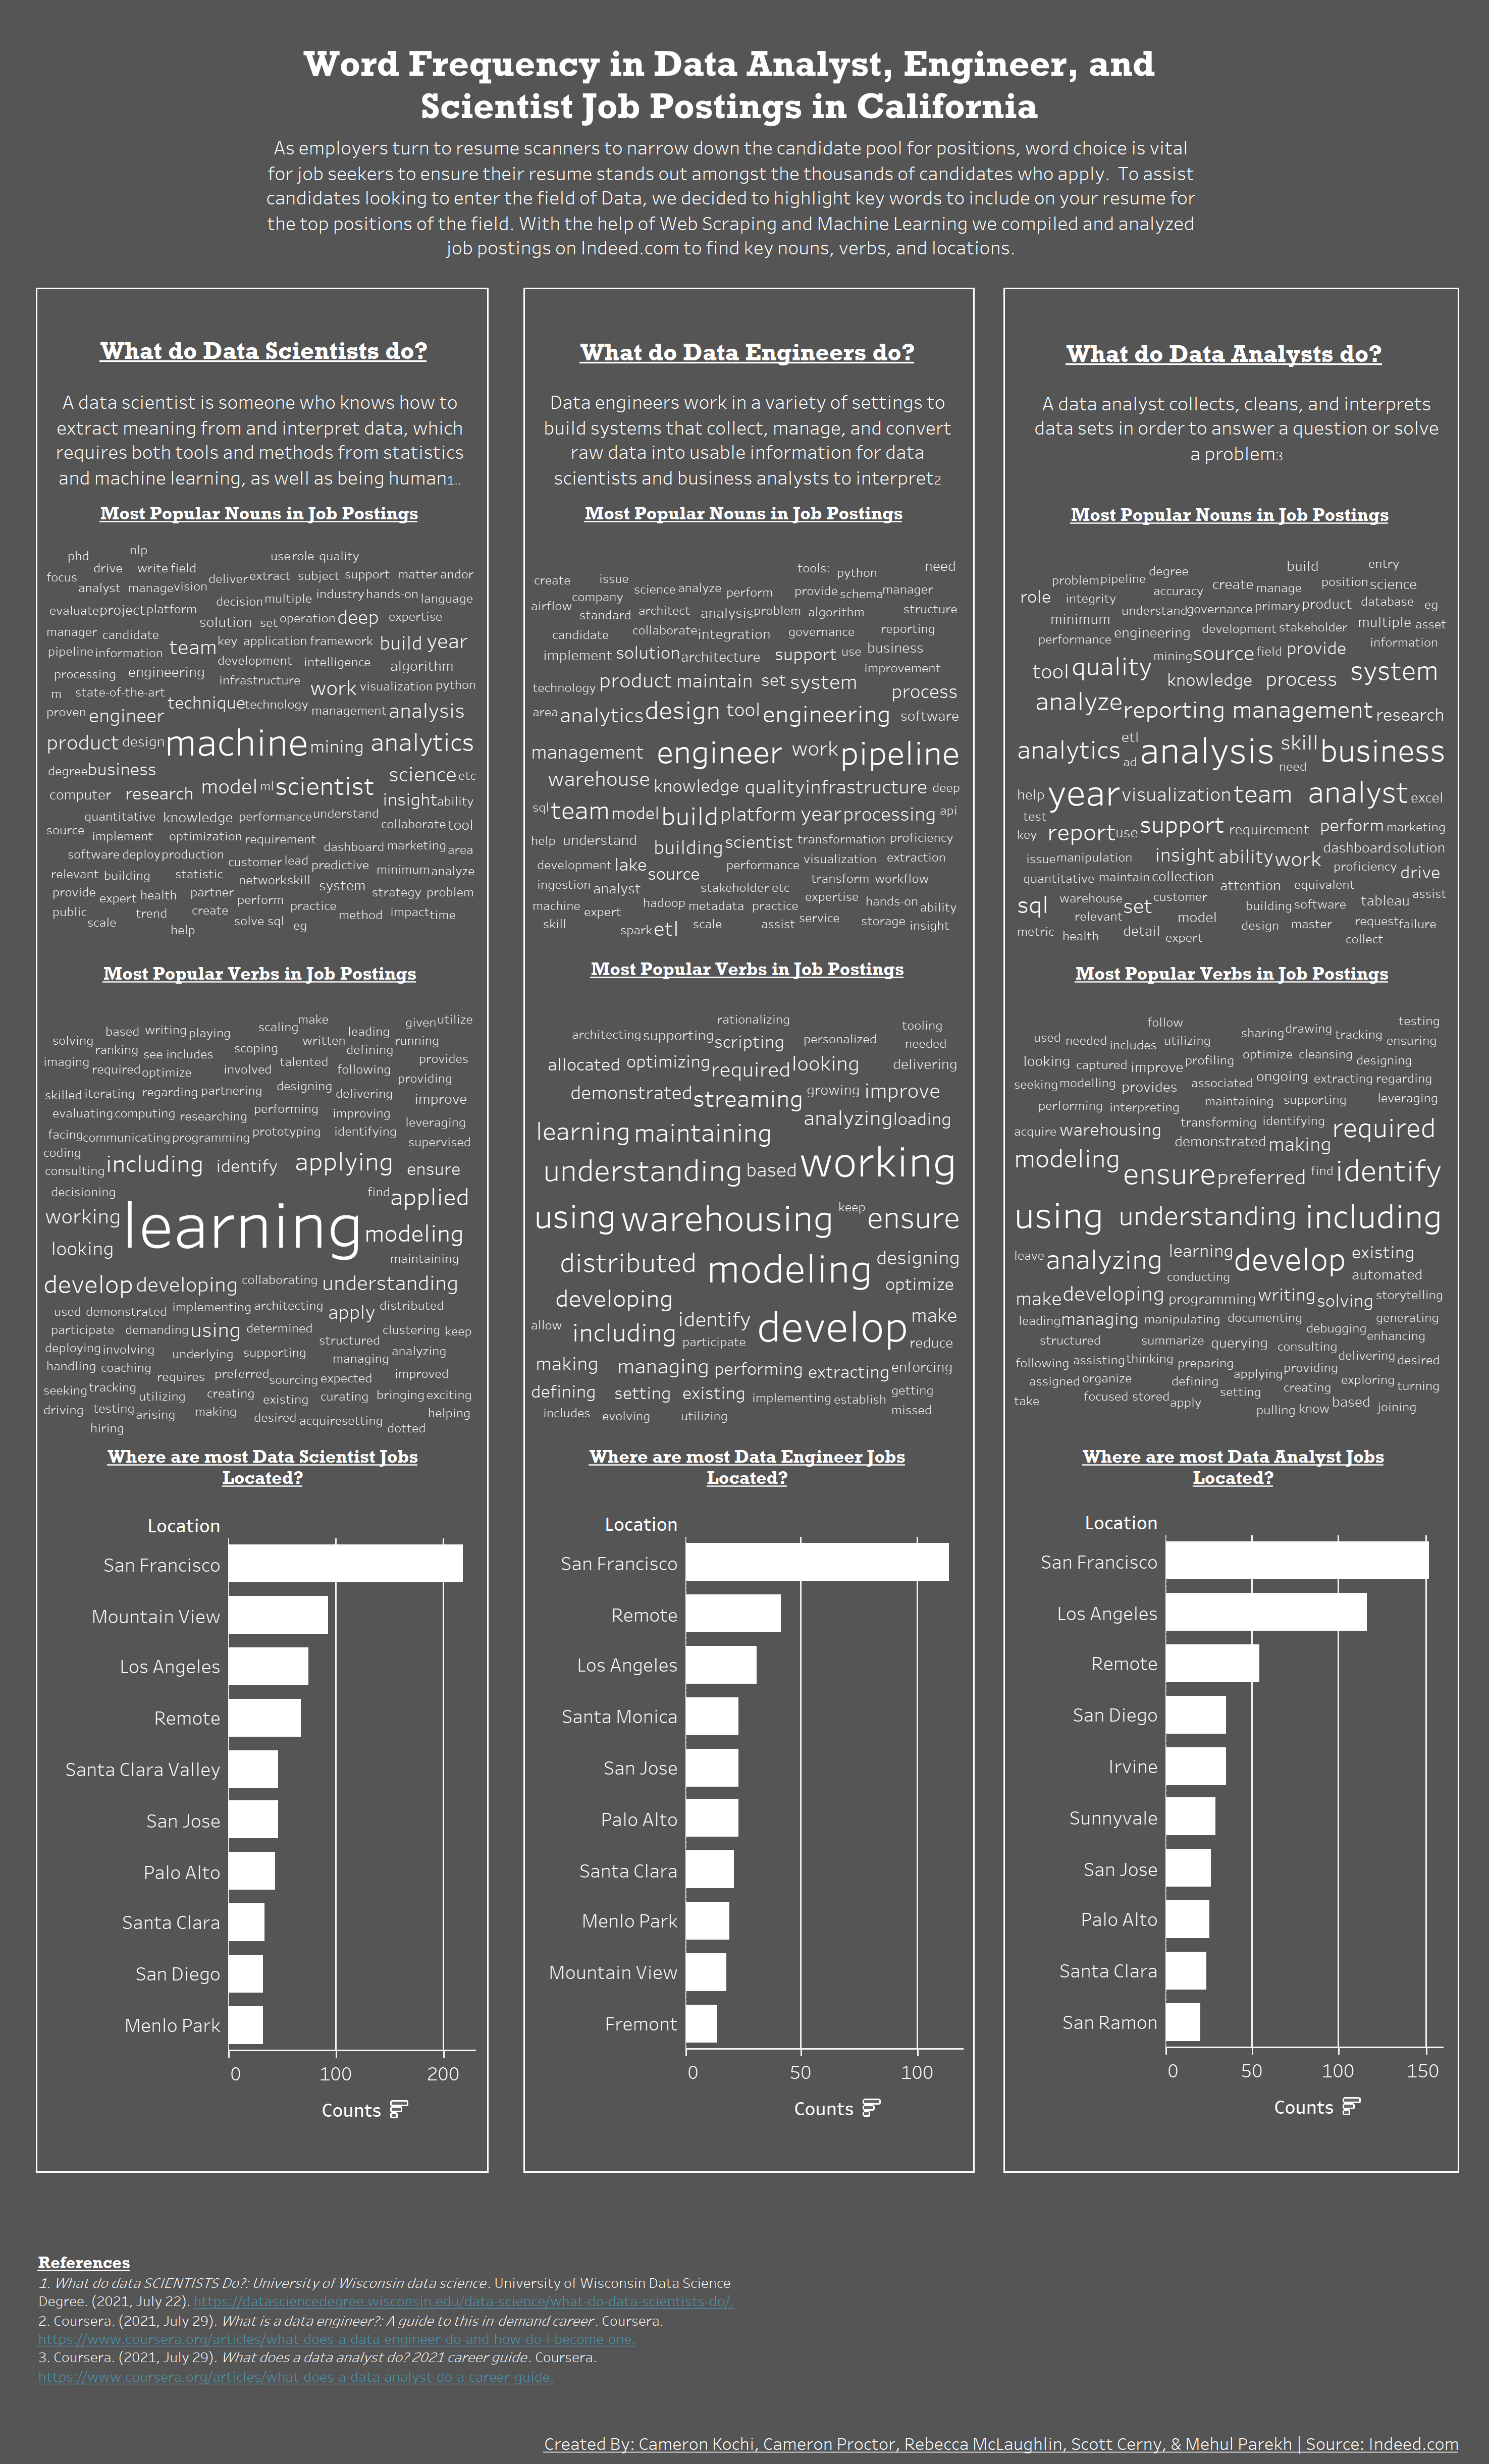 Word Frequency in Data Analyst, Engineer, and
Scientist Job Postings in California
As employers turn to resume scanners to narrow down the candidate pool for positions, word choice is vital
for job seekers to ensure their resume stands out amongst the thousands of candidates who apply. To assist
candidates looking to enter the field of Data, we decided to highlight key words to include on your resume for
the top positions of the field. With the help of Web Scraping and Machine Learning we compiled and analyzed
job postings on Indeed.com to find key nouns, verbs, and locations.
What do Data Scientists do?
A data scientist is someone who knows how to
extract meaning from and interpret data, which
requires both tools and methods from statistics
and machine learning, as well as being human1..
Most Popular Nouns in Job Postings
nlp
phd use role quality
drive write field
focus deliver extract subject support matter andor
analyst manage vision
decision multiple industry hands-on language
evaluate project platform
solution set operation deep expertise
manager candidate key application framework build year
pipeline information team
development intelligence algorithm
processing engineering infrastructure
m state-of-the-art work visualization python
proven engineer technique technology management analysis
product design machine mining analytics
degree business science etc
computer research model ml scientist insight ability
quantitative knowledge performance understand collaborate tool
source implement optimization requirement
software deploy production customer lead dashboard marketing area
relevant building statistic predictive minimum analyze
network skill system
provide expert health partner perform strategy problem
public trend create practice method impact time
scale solve sql eg
help
Most Popular Verbs in Job Postings
make given utilize
based writing playing scaling leading
solving written running
ranking see includes scoping defining
imaging required optimize involved talented following provides
providing
skilled iterating regarding partnering designing delivering improve
evaluating computing researching performing improving leveraging
facing communicating programming prototyping identifying supervised
coding
consulting including identify applying ensure
decisioning find applied
working learning modeling
looking maintaining
develop developing collaborating understanding
used demonstrated implementing architecting apply distributed
participate demanding using determined structured clustering keep
deploying involving underlying supporting managing analyzing
handling coaching requires preferred sourcing expected improved
seeking tracking utilizing creating existing curating bringing exciting
driving testing arising making desired acquire setting helping
hiring dotted
Where are most Data Scientist Jobs
Located?
Location
San Francisco
Mountain View
Los Angeles
Remote
Santa Clara Valley
San Jose
Palo Alto
Santa Clara
San Diego
Menlo Park
0 100 200
Counts
What do Data Engineers do?
Data engineers work in a variety of settings to
build systems that collect, manage, and convert
raw data into usable information for data
scientists and business analysts to interpret2
Most Popular Nouns in Job Postings
tools: python need
create issue science analyze perform provide schema manager
company
airflow standard architect analysis problem algorithm structure
candidate collaborate integration governance reporting
implement solution architecture support use business
improvement
technology product maintain set system process
area analytics design tool engineering software
management engineer work pipeline
warehouse knowledge quality infrastructure deep
sql team model build platform year processing api
help understand building scientist transformation proficiency
development lake source performance visualization extraction
ingestion analyst stakeholder etc transform workflow
machine expert hadoop metadata practice expertise hands-on ability
skill spark etl scale assist service storage insight
Most Popular Verbs in Job Postings
rationalizing
architecting supporting scripting personalized tooling
needed
allocated optimizing required looking delivering
demonstrated streaming growing improve
analyzing loading
learning maintaining
understanding based working
using warehousing keep ensure
distributed modeling designing
optimize
developing
allow including identify develop make
participate reduce
making managing performing extracting enforcing
defining setting existing implementing establish getting
includes evolving utilizing missed
Where are most Data Engineer Jobs
Located?
Location
San Francisco
Remote
Los Angeles
Santa Monica
San Jose
Palo Alto
Santa Clara
Menlo Park
Mountain View
Fremont
0 50 100
Counts
What do Data Analysts do?
A data analyst collects, cleans, and interprets
data sets in order to answer a question or solve
a problem3
Most Popular Nouns in Job Postings
build entry
problem pipeline degree create manage position science
role integrity accuracy
understand governance primary product database eg
minimum multiple asset
performance engineering development stakeholder information
tool quality mining source field provide
knowledge process system
analyze reporting management research
analytics etl analysis skill business
ad need
help year visualization team analyst excel
test
key report use support requirement perform marketing
issue manipulation insight ability work dashboard solution
proficiency
quantitative maintain collection attention equivalent drive
sql warehouse set customer building software tableau assist
relevant model
metric health detail expert design master request failure
collect
Most Popular Verbs in Job Postings
follow testing
used needed includes utilizing sharing drawing tracking ensuring
looking captured improve profiling optimize cleansing designing
seeking modelling provides associated ongoing extracting regarding
performing interpreting maintaining supporting leveraging
acquire warehousing transforming identifying required
demonstrated making
modeling ensure preferred find identify
using understanding including
leave analyzing learning develop existing
conducting automated
make developing programming writing solving storytelling
leading managing manipulating documenting debugging generating
structured summarize querying consulting enhancing
following assisting thinking preparing delivering desired
assigned organize defining applying providing exploring turning
take focused stored apply setting creating
pulling know based joining
Where are most Data Analyst Jobs
Located?
Location
San Francisco
Los Angeles
Remote
San Diego
Irvine
Sunnyvale
San Jose
Palo Alto
Santa Clara
San Ramon
0 50 100 150
Counts
References
1. What do data SCIENTISTS Do?: University of Wisconsin data science. University of Wisconsin Data Science
Degree. (2021, July 22). https://datasciencedegree.wisconsin.edu/data-science/what-do-data-scientists-do/.
2. Coursera. (2021, July 29). What is a data engineer?: A guide to this in-demand career. Coursera.
https://www.coursera.org/articles/what-does-a-data-engineer-do-and-how-do-i-become-one.
3. Coursera. (2021, July 29). What does a data analyst do? 2021 career guide. Coursera.
https://www.coursera.org/articles/what-does-a-data-analyst-do-a-career-guide.
Created By: Cameron Kochi, Cameron Proctor, Rebecca McLaughlin, Scott Cerny, & Mehul Parekh | Source: Indeed.com